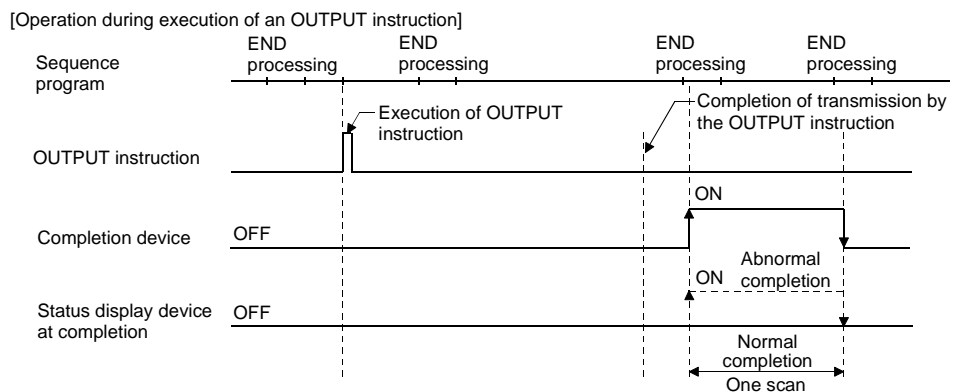 [Operation during execution of an OUTPUT instruction]
END processing
END processing
END processing
END processing
Sequence program
Execution of OUTPUT instruction
Completion of transmission by the OUTPUT instruction
OUTPUT instruction
ON
Completion device
OFF
Abnormal completion
ON
Status display device at completion
OFF
Normal completion
One scan